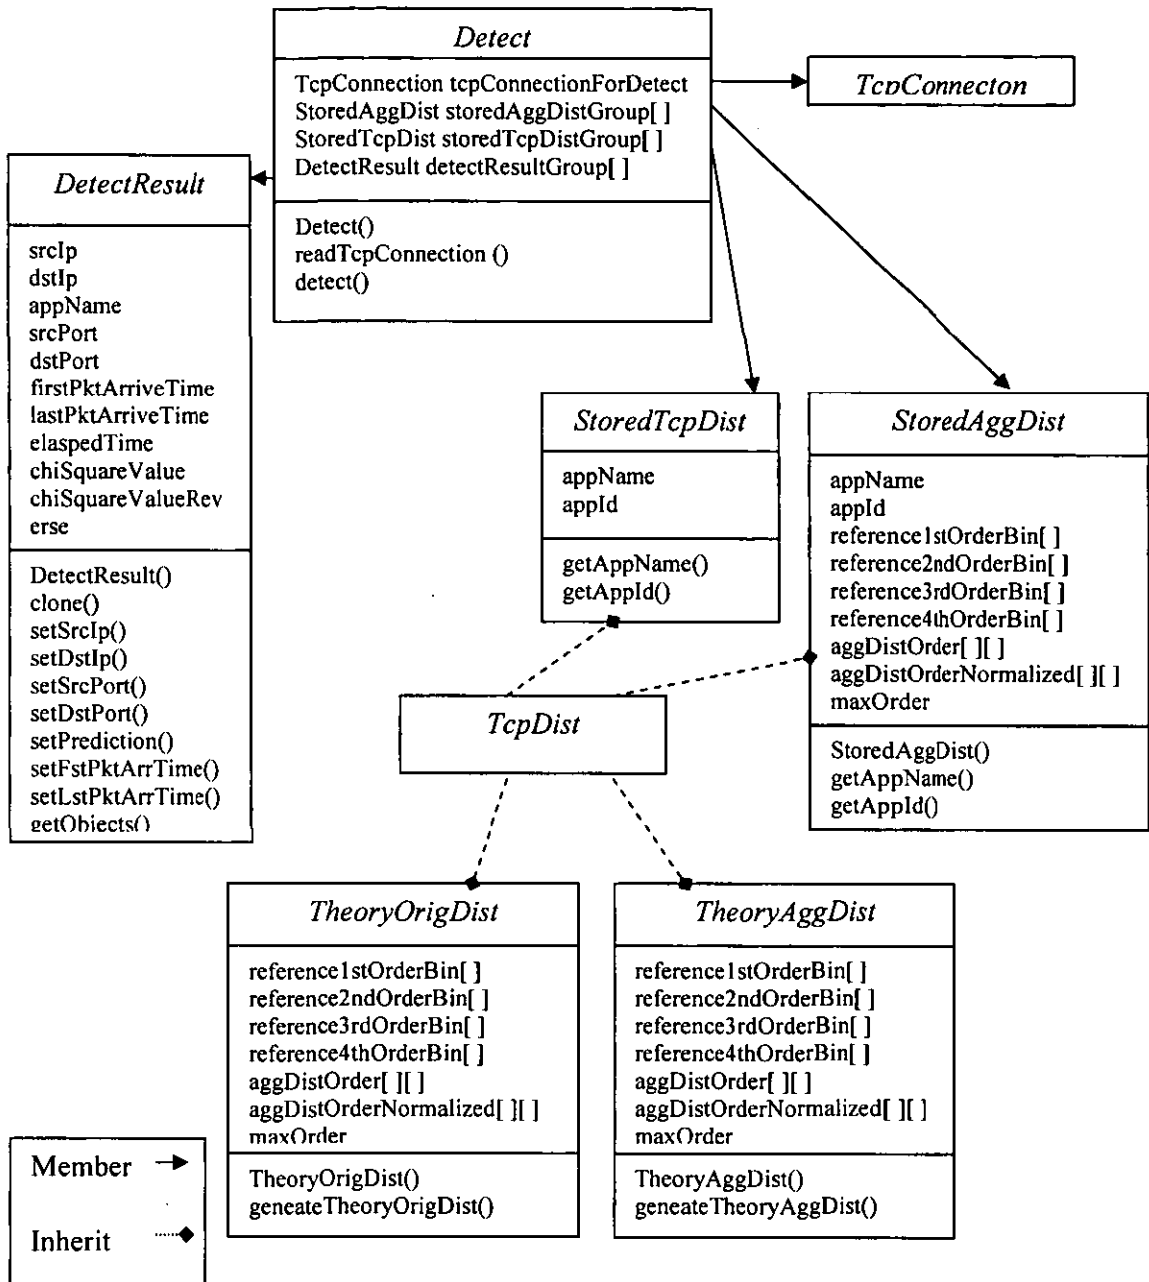 Detect
TcpConnection tcpConnectionForDetect
StoredAggDist storedAggDistGroup[ ]
StoredTcpDist storedTcpDistGroup[ ]
DetectResult detectResultGroup[ ]
Detect()
readTcpConnection ()
detect()
TcpConnecton
DetectResult
srcIp
dstIp
appName
srcPort
dstPort
firstPktArriveTime
lastPktArriveTime
elaspedTime
chiSquareValue
chiSquareValueRev
erse
DetectResult()
clone()
setSrcIp()
setDstIp()
setSrcPort()
setDstPort()
setPrediction()
setFstPktArrTime()
setLstPktArrTime()
getObjects()
StoredTcpDist
appName
appId
getAppName()
getAppId()
StoredAggDist
appName
appId
reference1stOrderBin[ ]
reference2ndOrderBin[ ]
reference3rdOrderBin[ ]
reference4thOrderBin[ ]
aggDistOrder[ ][ ]
aggDistOrderNormalized[ ][ ]
maxOrder
StoredAggDist()
getAppName()
getAppId()
TcpDist
TheoryOrigDist
reference1stOrderBin[ ]
reference2ndOrderBin[ ]
reference3rdOrderBin[ ]
reference4thOrderBin[ ]
aggDistOrder[ ][ ]
aggDistOrderNormalized[ ][ ]
maxOrder
TheoryOrigDist()
geneateTheoryOrigDist()
TheoryAggDist
reference1stOrderBin[ ]
reference2ndOrderBin[ ]
reference3rdOrderBin[ ]
reference4thOrderBin[ ]
aggDistOrder[ ][ ]
aggDistOrderNormalized[ ][ ]
maxOrder
TheoryAggDist()
geneateTheoryAggDist()
Member
Inherit